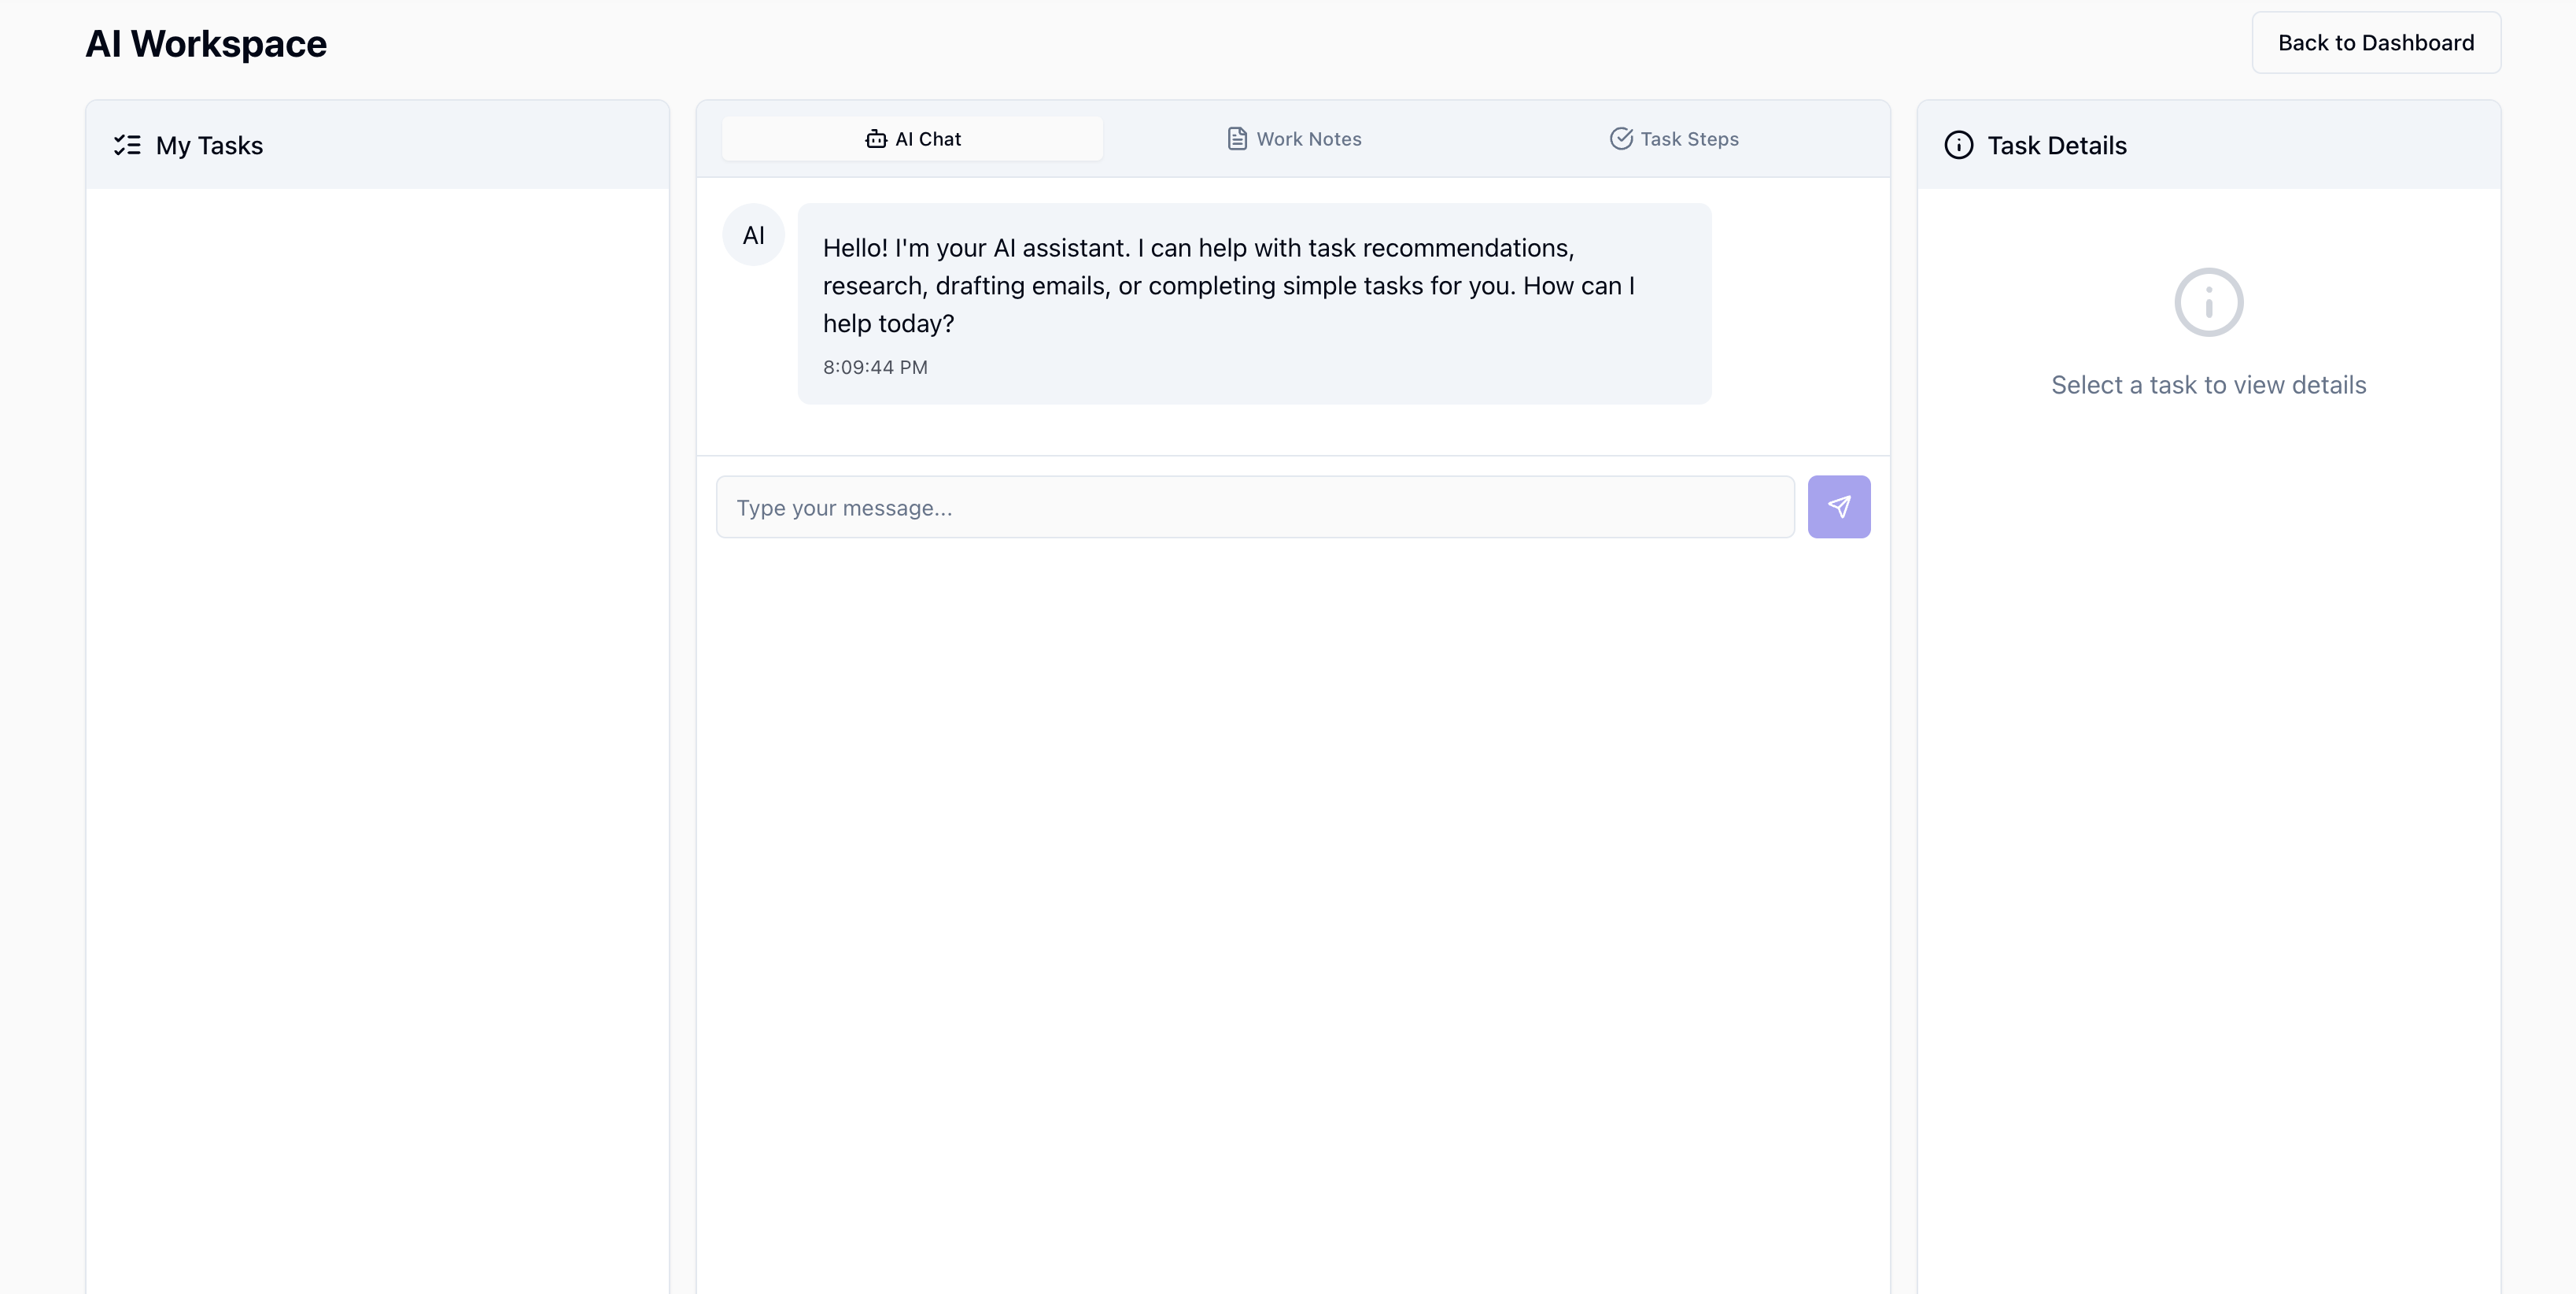 AI Workspace
Back to Dashboard
My Tasks
AI Chat
Work Notes
Task Steps
Task Details
AI
Hello! I'm your AI assistant. I can help with task recommendations,
research, drafting emails, or completing simple tasks for you. How can I
help today?
8:09:44 PM
Select a task to view details
Type your message...